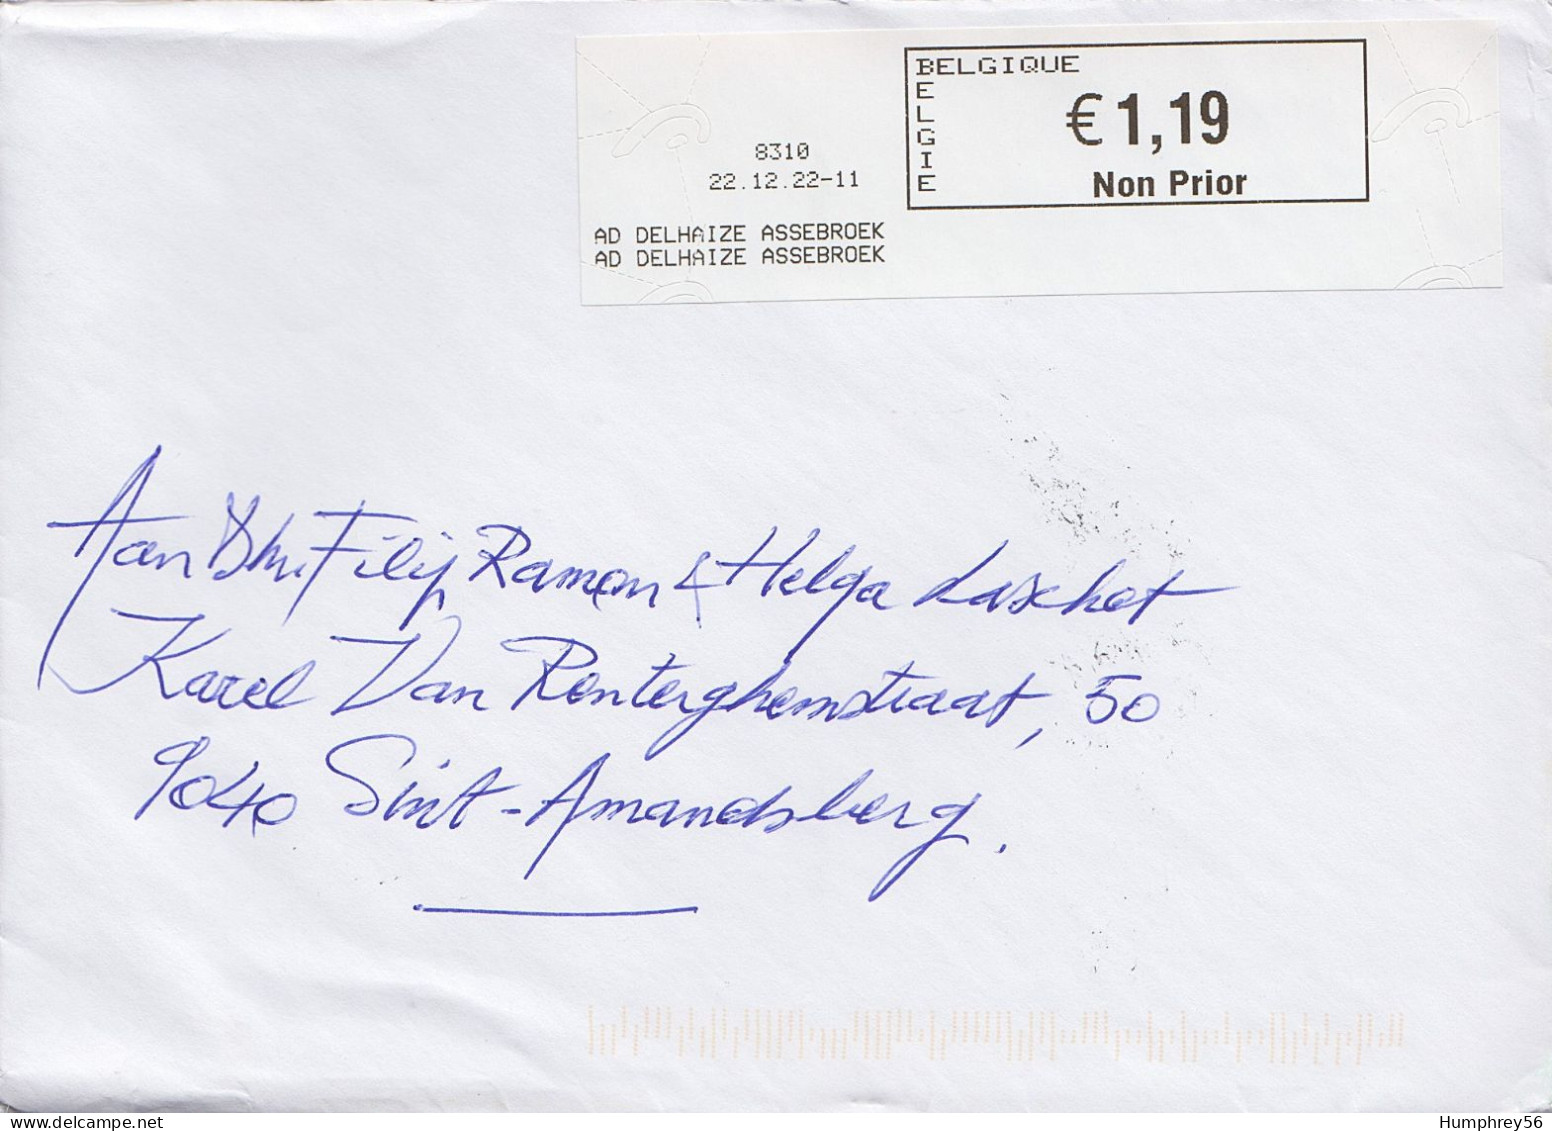 BELGIQUE
BELGIE
€ 1,19
Non Prior
8310
22.12.22-11
AD DELHAIZE ASSEBROEK
AD DELHAIZE ASSEBROEK
Aan Dhr. Filip Ramon & Helga Laschet
Karel Van Renterghemstraat, 50
9040 Sint-Amandsberg.
Humphrey56